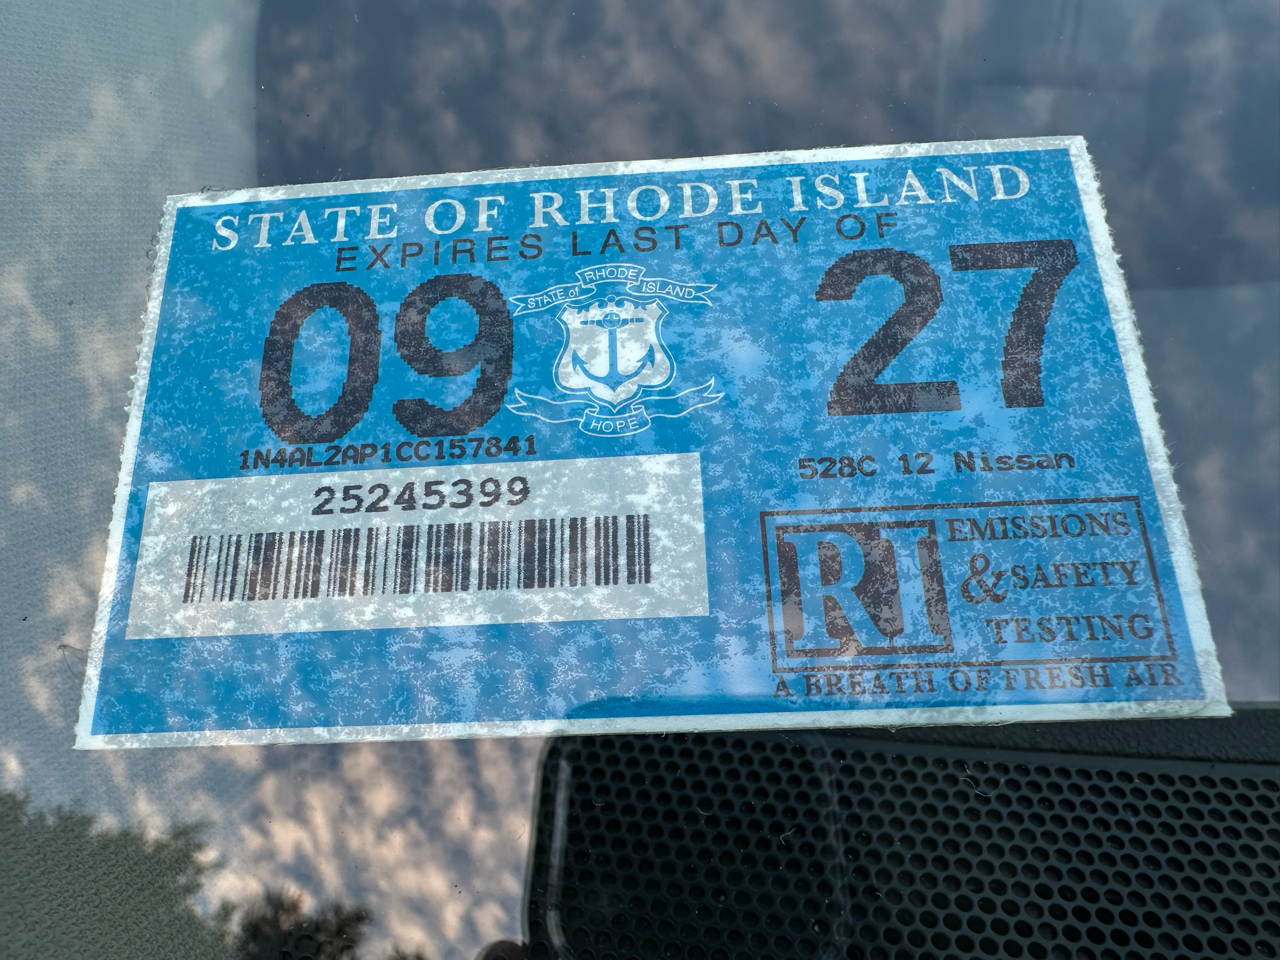 STATE OF RHODE ISLAND
EXPIRES LAST DAY OF
09 27
STATE of RHODE ISLAND
HOPE
1N4AL2AP1CC157841
528C 12 Nissan
25245399
RI
EMISSIONS
& SAFETY
TESTING
A BREATH OF FRESH AIR